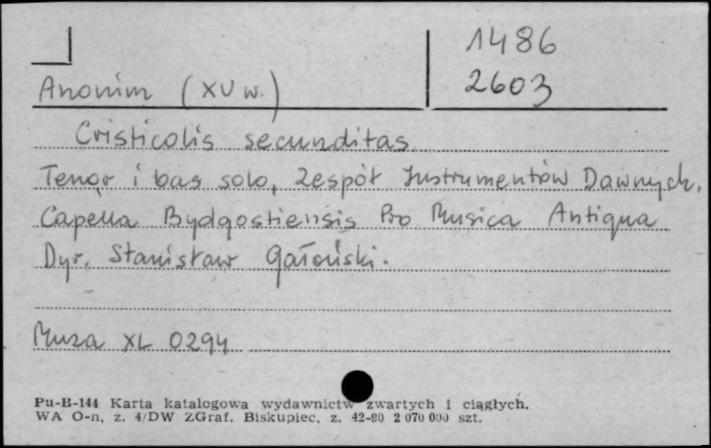 1486
Anonim (XV w.) 2603
Cristicolis secunditas
Tenor i bas solo, Zespół Instrumentów Dawnych,
Capella Bydgostiensis Pro Musica Antiqua
Dyr. Stanisław Gałoński.
Muza XL 0294
Pu-B-144 Karta katalogowa wydawnictw zwartych i ciągłych.
WA O-n, z. 4/DW ZGraf. Biskupiec, z. 42-80 2 070 000 szt.